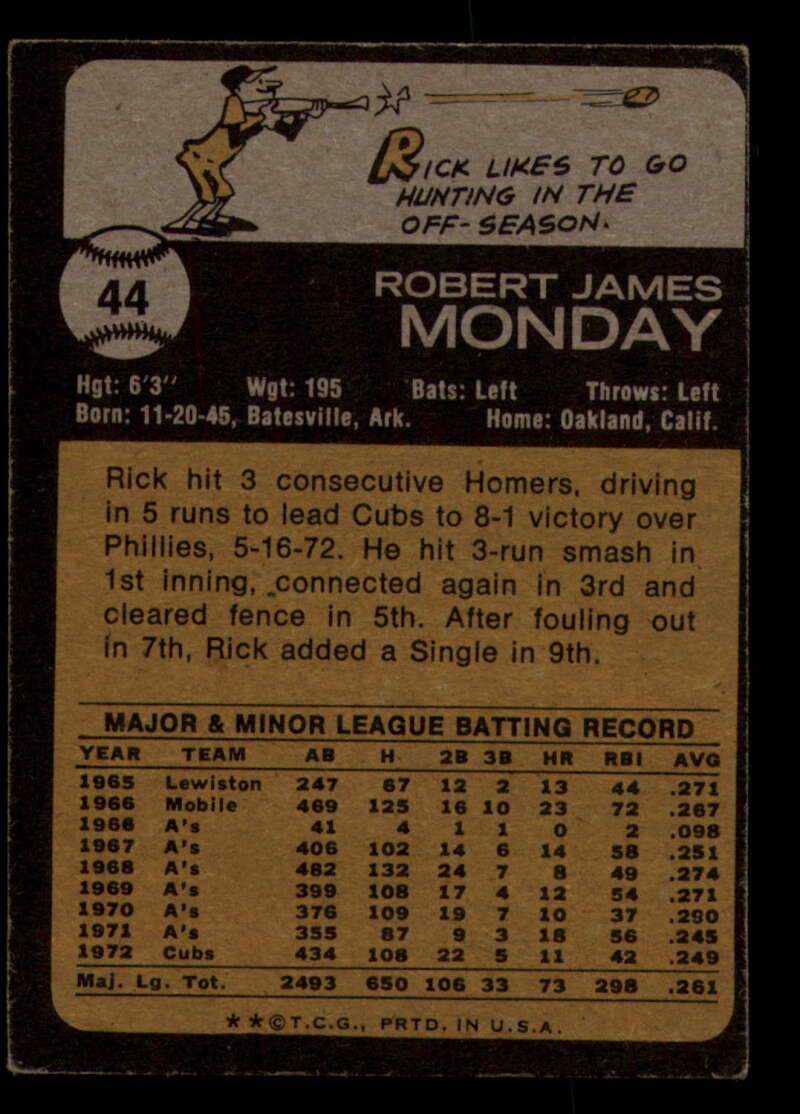 RICK LIKES TO GO
HUNTING IN THE
OFF-SEASON.
44
ROBERT JAMES
MONDAY
Hgt: 6'3" Wgt: 195 Bats: Left Throws: Left
Born: 11-20-45, Batesville, Ark. Home: Oakland, Calif.
Rick hit 3 consecutive Homers, driving
in 5 runs to lead Cubs to 8-1 victory over
Phillies, 5-16-72. He hit 3-run smash in
1st inning, connected again in 3rd and
cleared fence in 5th. After fouling out
in 7th, Rick added a Single in 9th.
MAJOR & MINOR LEAGUE BATTING RECORD
YEAR TEAM AB H 2B 3B HR RBI AVG
1965 Lewiston 247 67 12 2 13 44 .271
1966 Mobile 469 125 16 10 23 72 .267
1966 A's 41 4 1 1 0 2 .098
1967 A's 406 102 14 6 14 58 .251
1968 A's 482 132 24 7 8 49 .274
1969 A's 399 108 17 4 12 54 .271
1970 A's 376 109 19 7 10 37 .290
1971 A's 355 87 9 3 18 56 .245
1972 Cubs 434 108 22 5 11 42 .249
Maj. Lg. Tot. 2493 650 106 33 73 298 .261
**©T.C.G., PRTD. IN U.S.A.